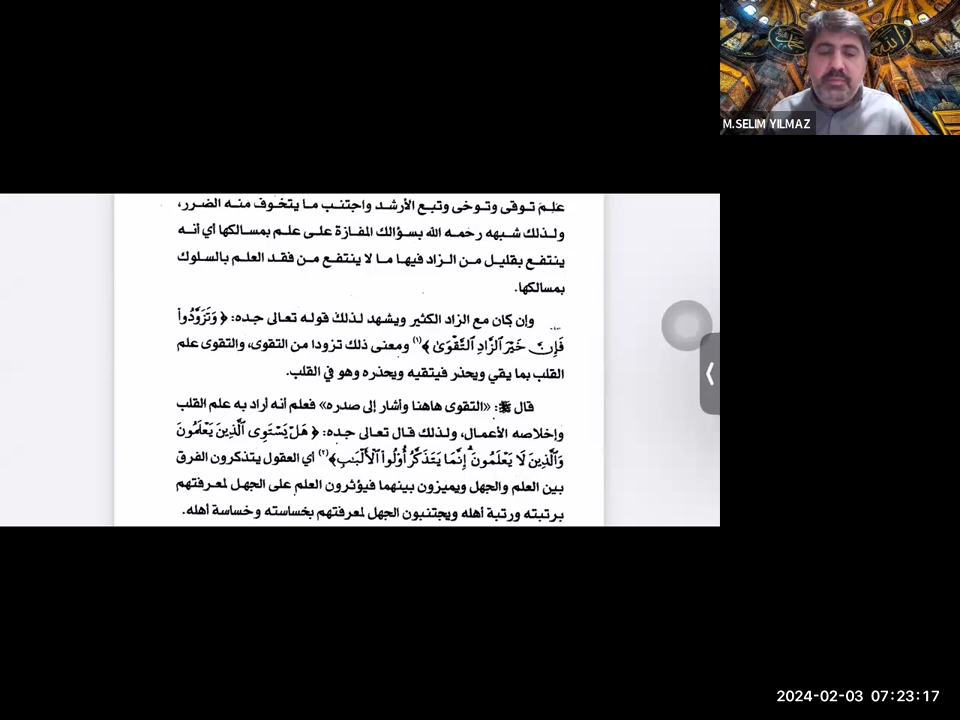 M.SELIM YILMAZ
علم توقى وتوخى وتبع الأرشد واجتنب ما يتخوف منه الضرر،
ولذلك شبهه رحمه الله بسؤالك المفازة على علم بمسالكها أي أنه
ينتفع بقليل من الزاد فيها ما لا ينتفع من فقد العلم بالسلوك
بمسالكها.
وإن كان مع الزاد الكثير ويشهد لذلك قوله تعالى جده: ﴿ وَتَزَوَّدُوا۟
فَإِنَّ خَيْرَ ٱلزَّادِ ٱلتَّقْوَىٰ ﴾(١) ومعنى ذلك تزودا من التقوى، والتقوى علم
القلب بما يقي ويحذر فيتقيه ويحذره وهو في القلب.
قال ﷺ: «التقوى هاهنا وأشار إلى صدره» فعلم أنه أراد به علم القلب
وإخلاصه الأعمال، ولذلك قال تعالى جده: ﴿ هَلْ يَسْتَوِى ٱلَّذِينَ يَعْلَمُونَ
وَٱلَّذِينَ لَا يَعْلَمُونَ ۗ إِنَّمَا يَتَذَكَّرُ أُو۟لُوا۟ ٱلْأَلْبَـٰبِ ﴾(٢) أي العقول يتذكرون الفرق
بين العلم والجهل ويميزون بينهما فيؤثرون العلم على الجهل لمعرفتهم
برتبته ورتبة أهله ويجتنبون الجهل لمعرفتهم بخساسته وخساسة أهله.
2024-02-03 07:23:17